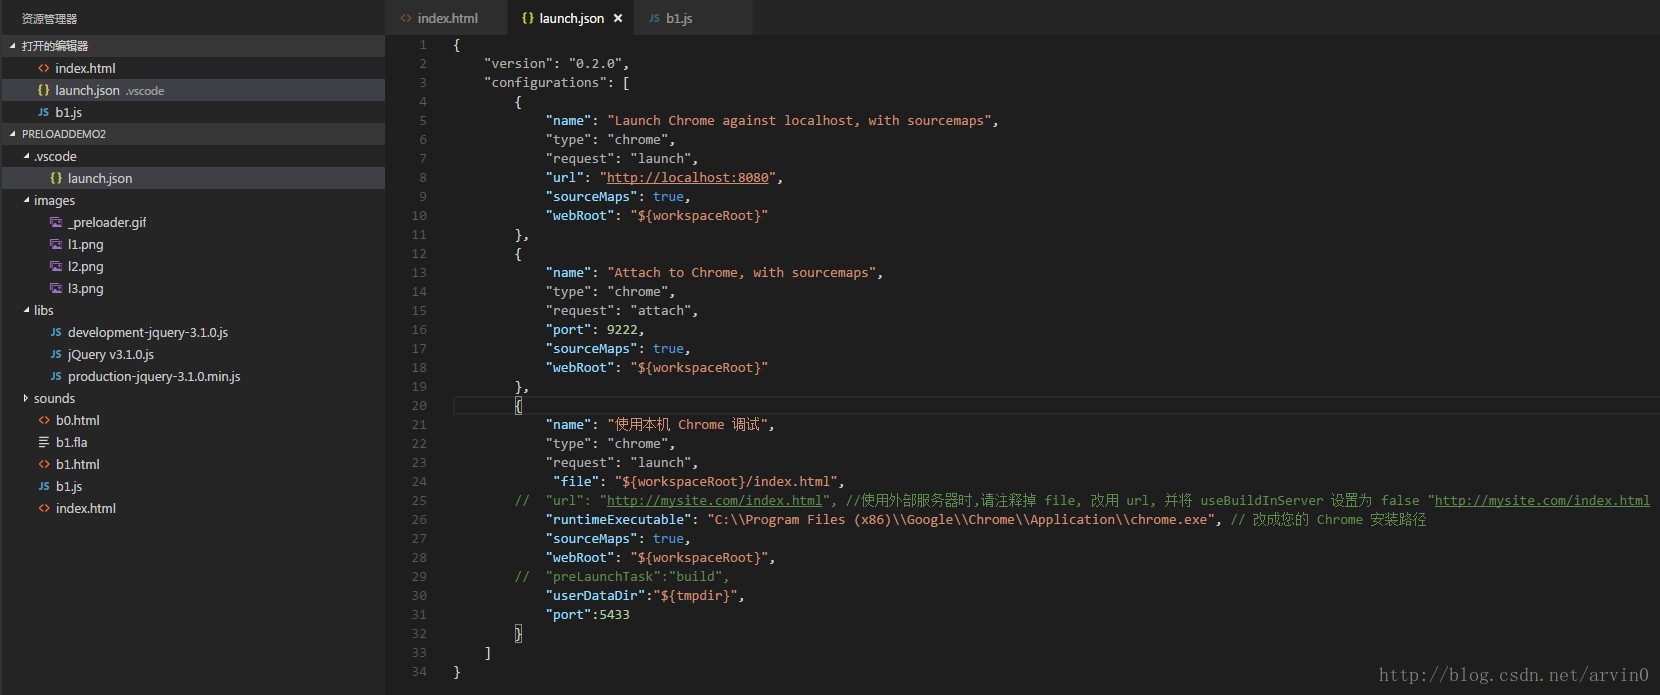 资源管理器
打开的编辑器
index.html
launch.json .vscode
b1.js
PRELOADDEMO2
.vscode
launch.json
images
_preloader.gif
l1.png
l2.png
l3.png
libs
development-jquery-3.1.0.js
jQuery v3.1.0.js
production-jquery-3.1.0.min.js
sounds
b0.html
b1.fla
b1.html
b1.js
index.html
index.html launch.json b1.js
1 {
2 "version": "0.2.0",
3 "configurations": [
4 {
5 "name": "Launch Chrome against localhost, with sourcemaps",
6 "type": "chrome",
7 "request": "launch",
8 "url": "http://localhost:8080",
9 "sourceMaps": true,
10 "webRoot": "${workspaceRoot}"
11 },
12 {
13 "name": "Attach to Chrome, with sourcemaps",
14 "type": "chrome",
15 "request": "attach",
16 "port": 9222,
17 "sourceMaps": true,
18 "webRoot": "${workspaceRoot}"
19 },
20 {
21 "name": "使用本机 Chrome 调试",
22 "type": "chrome",
23 "request": "launch",
24 "file": "${workspaceRoot}/index.html",
25 // "url": "http://mysite.com/index.html", //使用外部服务器时,请注释掉 file, 改用 url, 并将 useBuildInServer 设置为 false "http://mysite.com/index.html
26 "runtimeExecutable": "C:\\Program Files (x86)\\Google\\Chrome\\Application\\chrome.exe", // 改成您的 Chrome 安装路径
27 "sourceMaps": true,
28 "webRoot": "${workspaceRoot}",
29 // "preLaunchTask":"build",
30 "userDataDir":"${tmpdir}",
31 "port":5433
32 }
33 ]
34 }
http://blog.csdn.net/arvin0